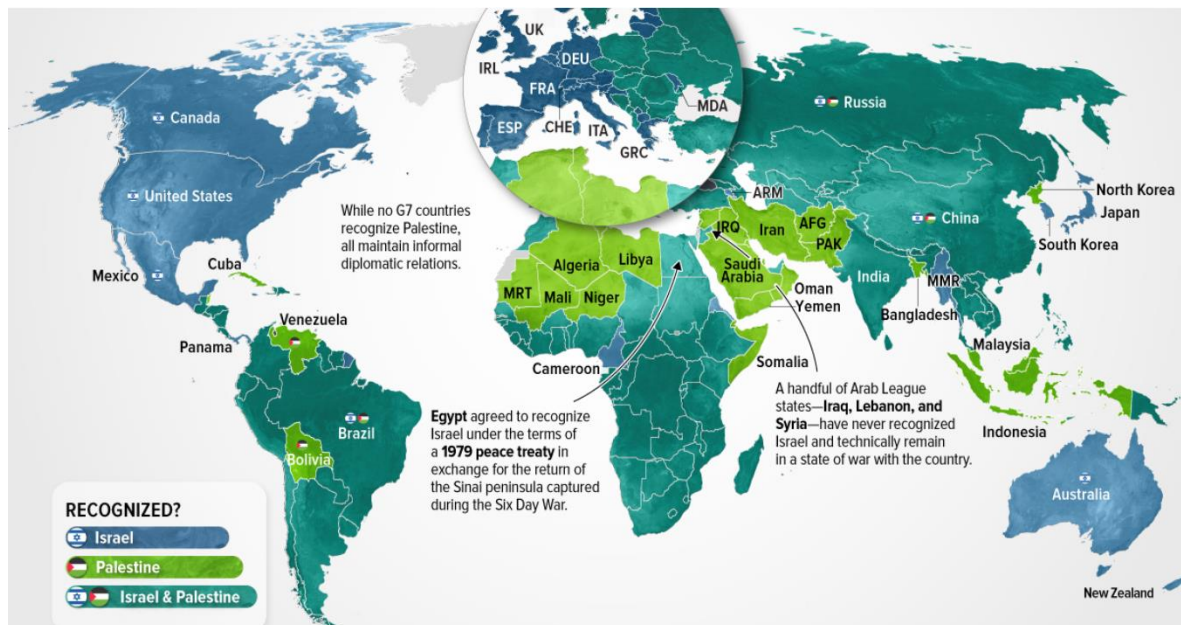 UK
IRL
DEU
FRA
MDA
ESP
CHE
ITA
GRC
Canada
United States
Mexico
Cuba
Venezuela
Panama
Brazil
Bolivia
While no G7 countries
recognize Palestine,
all maintain informal
diplomatic relations.
Russia
ARM
North Korea
Japan
South Korea
China
IRQ
Iran
AFG
PAK
Saudi
Arabia
Oman
Yemen
India
MMR
Bangladesh
Malaysia
Indonesia
Algeria
Libya
MRT
Mali
Niger
Cameroon
Somalia
Egypt agreed to recognize
Israel under the terms of
a 1979 peace treaty in
exchange for the return of
the Sinai peninsula captured
during the Six Day War.
A handful of Arab League
states—Iraq, Lebanon, and
Syria—have never recognized
Israel and technically remain
in a state of war with the country.
Australia
New Zealand
RECOGNIZED?
Israel
Palestine
Israel & Palestine